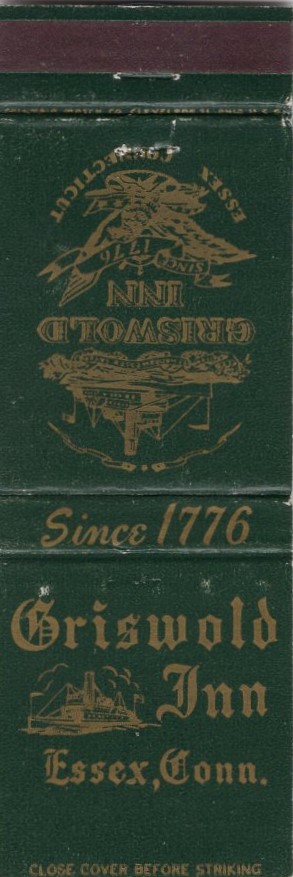 ESSEX CONNECTICUT
SINCE 1776
GRISWOLD
INN
Since 1776
Griswold
Inn
Essex, Conn.
CLOSE COVER BEFORE STRIKING